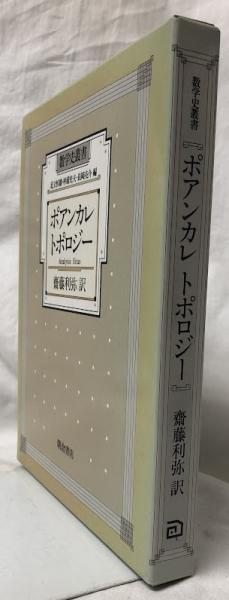 数学史叢書
足立恒雄・杉浦光夫・長岡亮介 編
ポアンカレ
トポロジー
Analysis Situs
齋藤利弥 訳
朝倉書店
数学史叢書
『ポアンカレ トポロジー』
齋藤利弥 訳